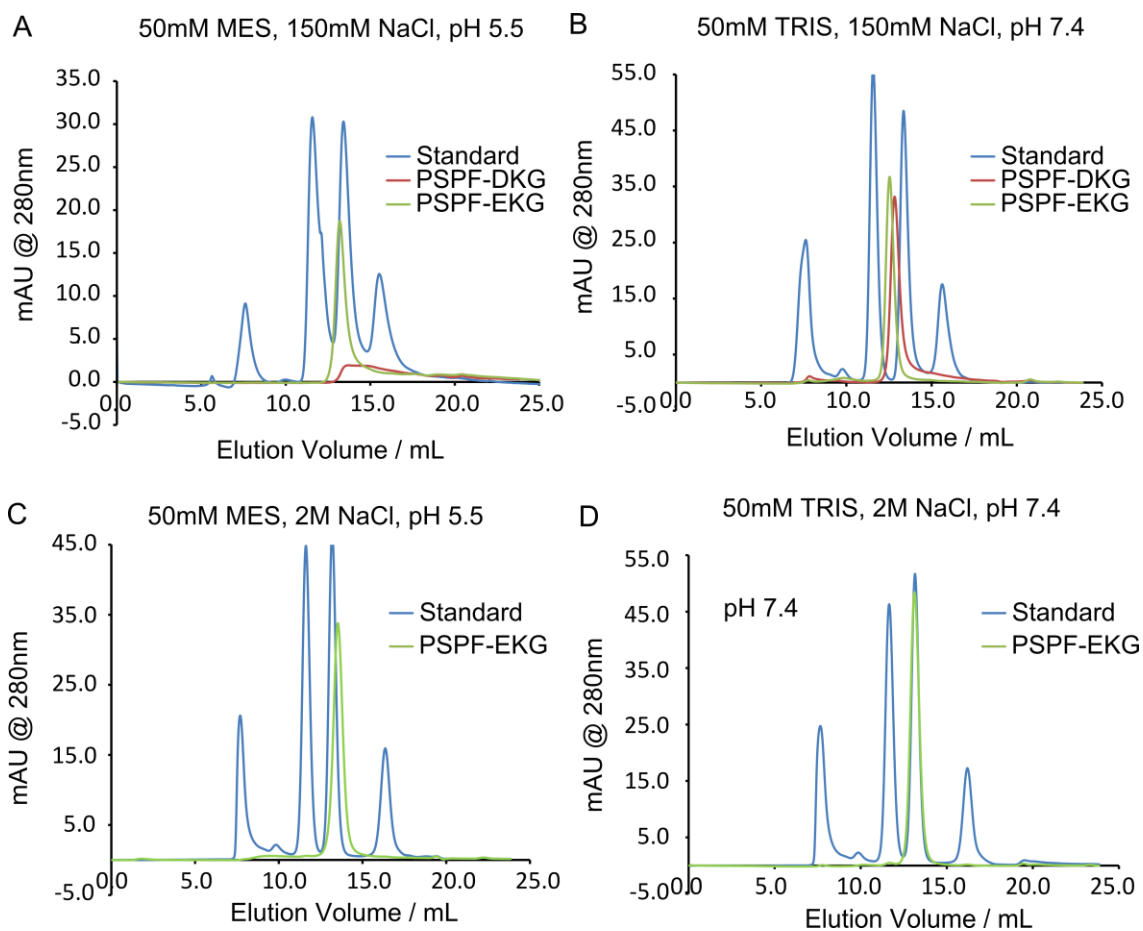 A
50mM MES, 150mM NaCl, pH 5.5
35.0
30.0
25.0
20.0
15.0
10.0
5.0
0.0
-5.0
mAU @ 280nm
Standard
PSPF-DKG
PSPF-EKG
0.0
5.0
10.0
15.0
20.0
25.0
Elution Volume / mL
B
50mM TRIS, 150mM NaCl, pH 7.4
55.0
45.0
35.0
25.0
15.0
5.0
-5.0
mAU @ 280nm
Standard
PSPF-DKG
PSPF-EKG
0.0
5.0
10.0
15.0
20.0
25.0
Elution Volume / mL
C
50mM MES, 2M NaCl, pH 5.5
45.0
35.0
25.0
15.0
5.0
-5.0
mAU @ 280nm
Standard
PSPF-EKG
0.0
5.0
10.0
15.0
20.0
25.0
Elution Volume / mL
D
50mM TRIS, 2M NaCl, pH 7.4
55.0
45.0
35.0
25.0
15.0
5.0
-5.0
mAU @ 280nm
pH 7.4
Standard
PSPF-EKG
0.0
5.0
10.0
15.0
20.0
25.0
Elution Volume / mL